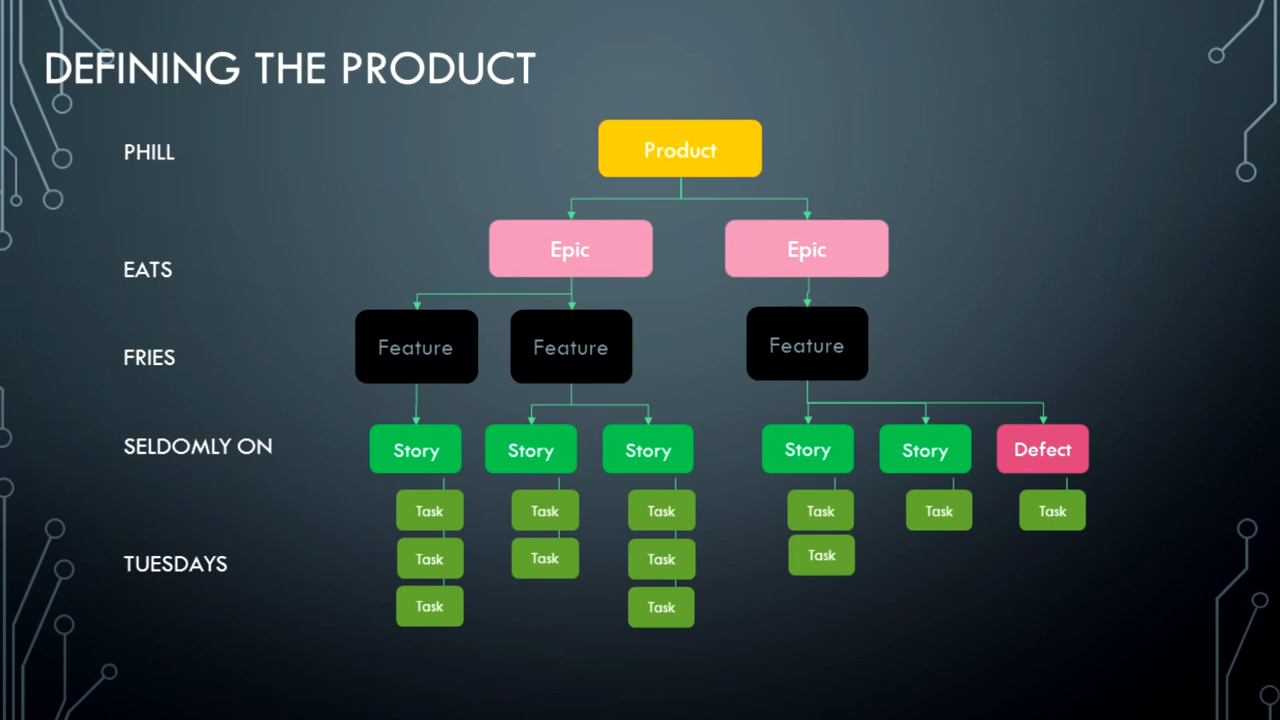 DEFINING THE PRODUCT
PHILL
Product
EATS
Epic Epic
FRIES
Feature Feature Feature
SELDOMLY ON
Story Story Story Story Story Defect
Task Task Task Task Task Task
TUESDAYS
Task Task Task Task
Task Task